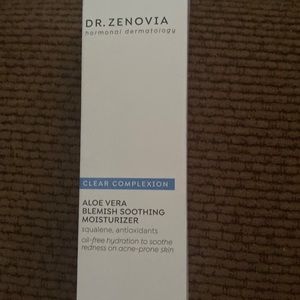 DR. ZENOVIA
hormonal dermatology
CLEAR COMPLEXION
ALOE VERA
BLEMISH SOOTHING
MOISTURIZER
squalene, antioxidants
oil-free hydration to soothe
redness on acne-prone skin